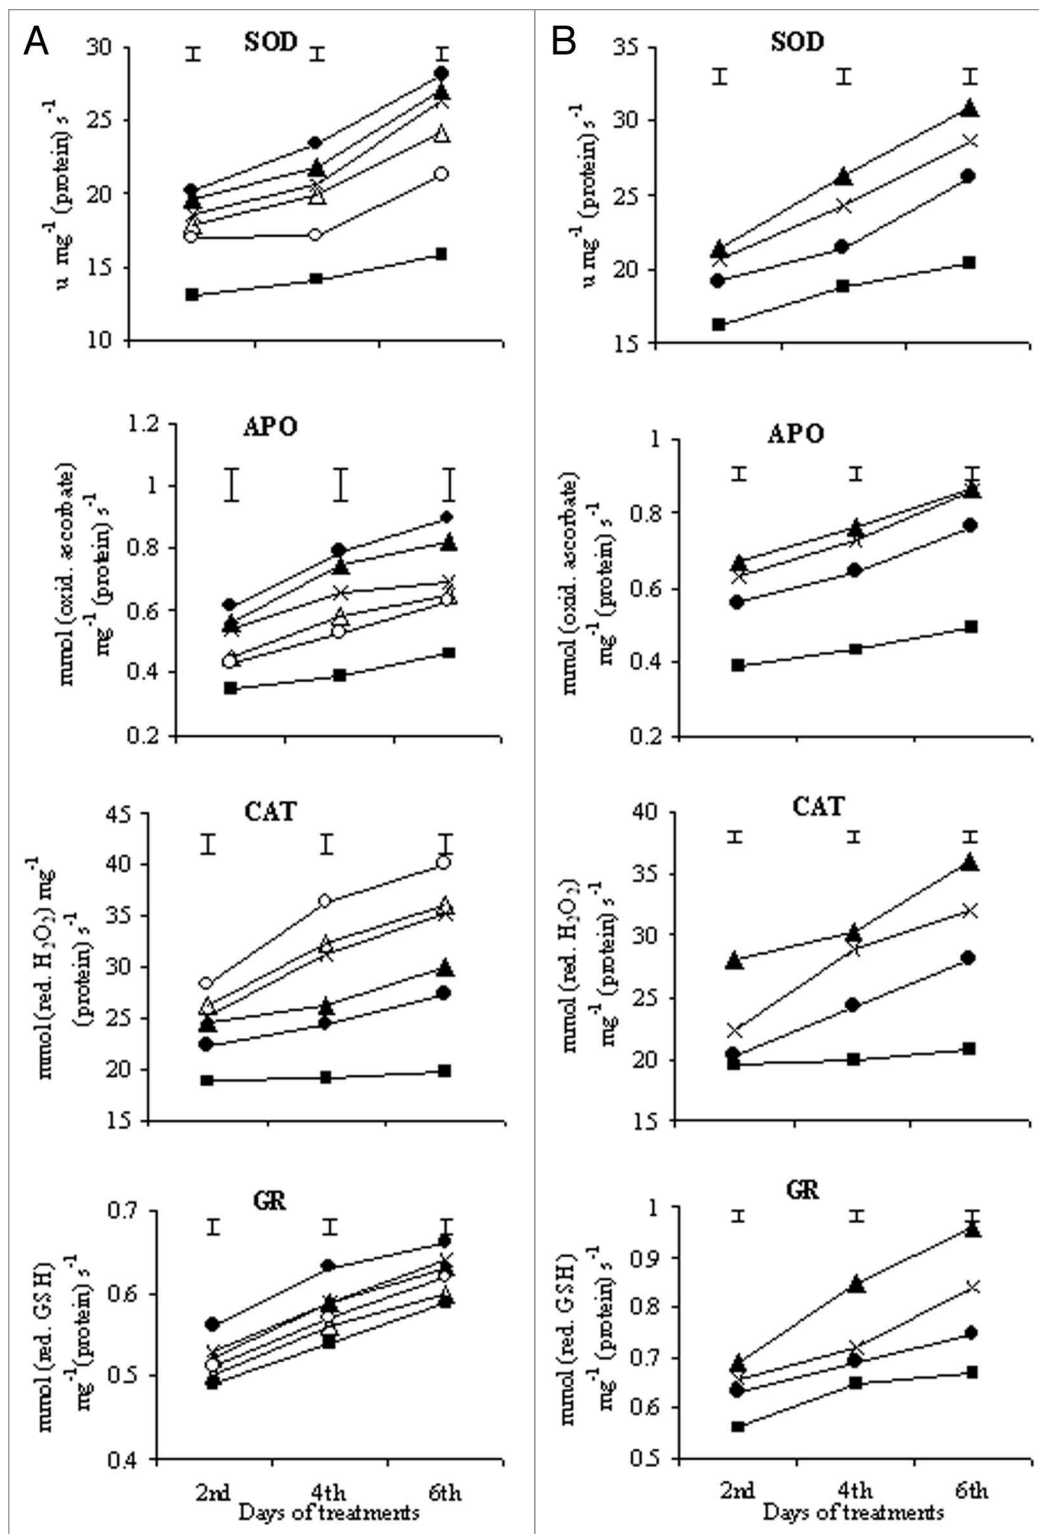 A
SOD
30
25
20
15
10
u mg⁻¹ (protein) s⁻¹
APO
1.2
1
0.8
0.6
0.4
0.2
mmol (oxid. ascorbate)
mg⁻¹ (protein) s⁻¹
CAT
45
40
35
30
25
20
15
mmol (red. H₂O₂) mg⁻¹
(protein) s⁻¹
GR
0.7
0.6
0.5
0.4
mmol (red. GSH)
mg⁻¹ (protein) s⁻¹
2nd 4th 6th
Days of treatments
B
SOD
35
30
25
20
15
u mg⁻¹ (protein) s⁻¹
APO
1
0.8
0.6
0.4
0.2
mmol (oxid. ascorbate)
mg⁻¹ (protein) s⁻¹
CAT
40
35
30
25
20
15
mmol (red. H₂O₂)
mg⁻¹ (protein) s⁻¹
GR
1
0.9
0.8
0.7
0.6
0.5
mmol (red. GSH)
mg⁻¹ (protein) s⁻¹
2nd 4th 6th
Days of treatments